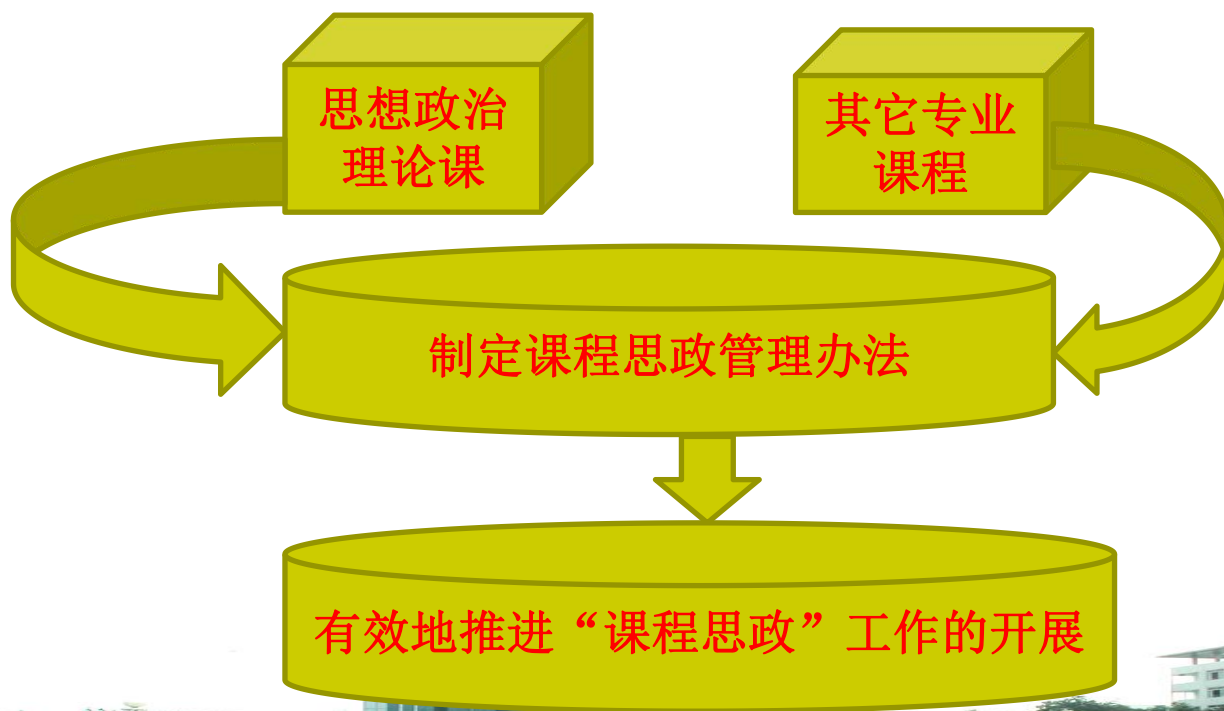 思想政治
理论课
其它专业
课程
制定课程思政管理办法
有效地推进“课程思政”工作的开展